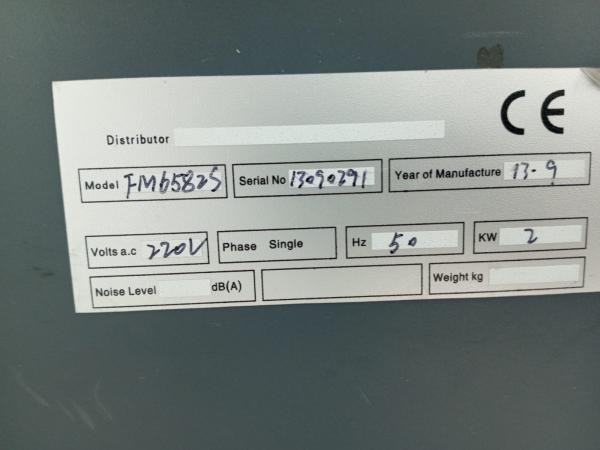 CE
Distributor
Model FM6582S Serial No 13090391 Year of Manufacture 13-9
Volts a.c 220V Phase Single Hz 50 KW 2
Noise Level dB(A) Weight kg